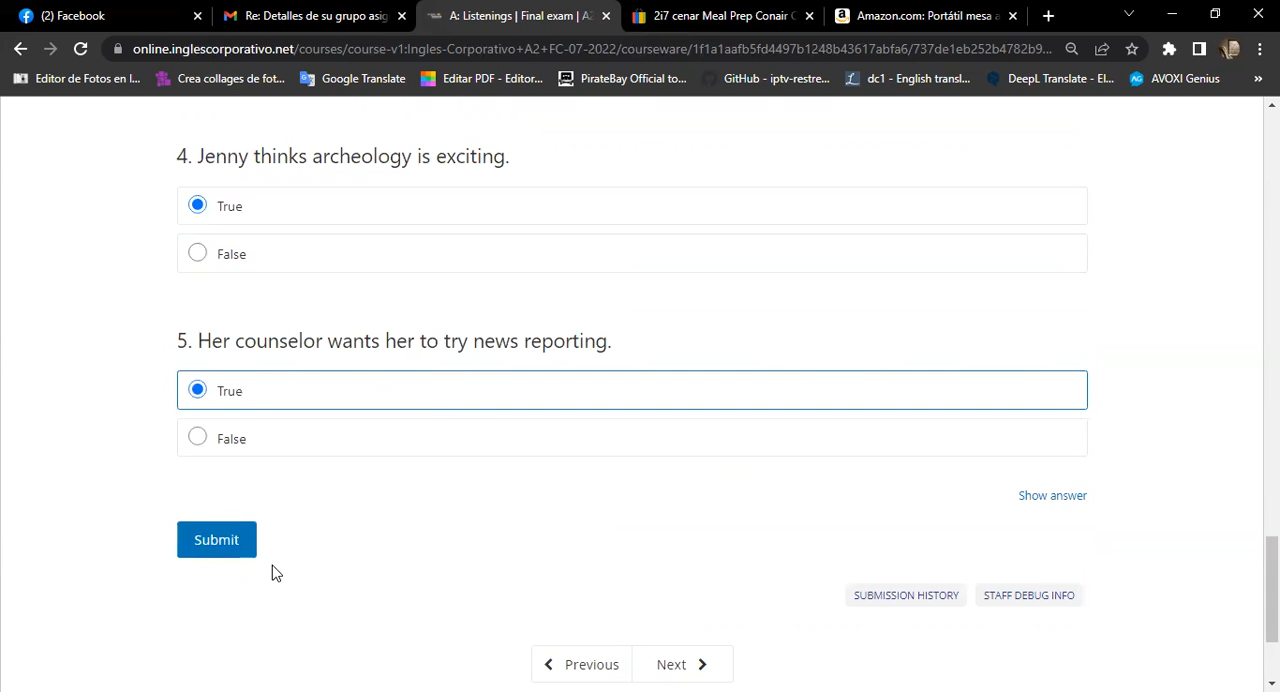 (2) Facebook
Re: Detalles de su grupo asig
A: Listenings | Final exam | A2
2i7 cenar Meal Prep Conair
Amazon.com: Portátil mesa a
online.inglescorporativo.net/courses/course-v1:Ingles-Corporativo+A2+FC-07-2022/courseware/1f1a1aafb5fd4497b1248b43617abfa6/737de1eb252b4782b9...
Editor de Fotos en l...
Crea collages de fot...
Google Translate
Editar PDF - Editor...
PirateBay Official to...
GitHub - iptv-restre...
dc1 - English transl...
DeepL Translate - El...
AVOXI Genius
4. Jenny thinks archeology is exciting.
True
False
5. Her counselor wants her to try news reporting.
True
False
Show answer
Submit
SUBMISSION HISTORY
STAFF DEBUG INFO
Previous
Next